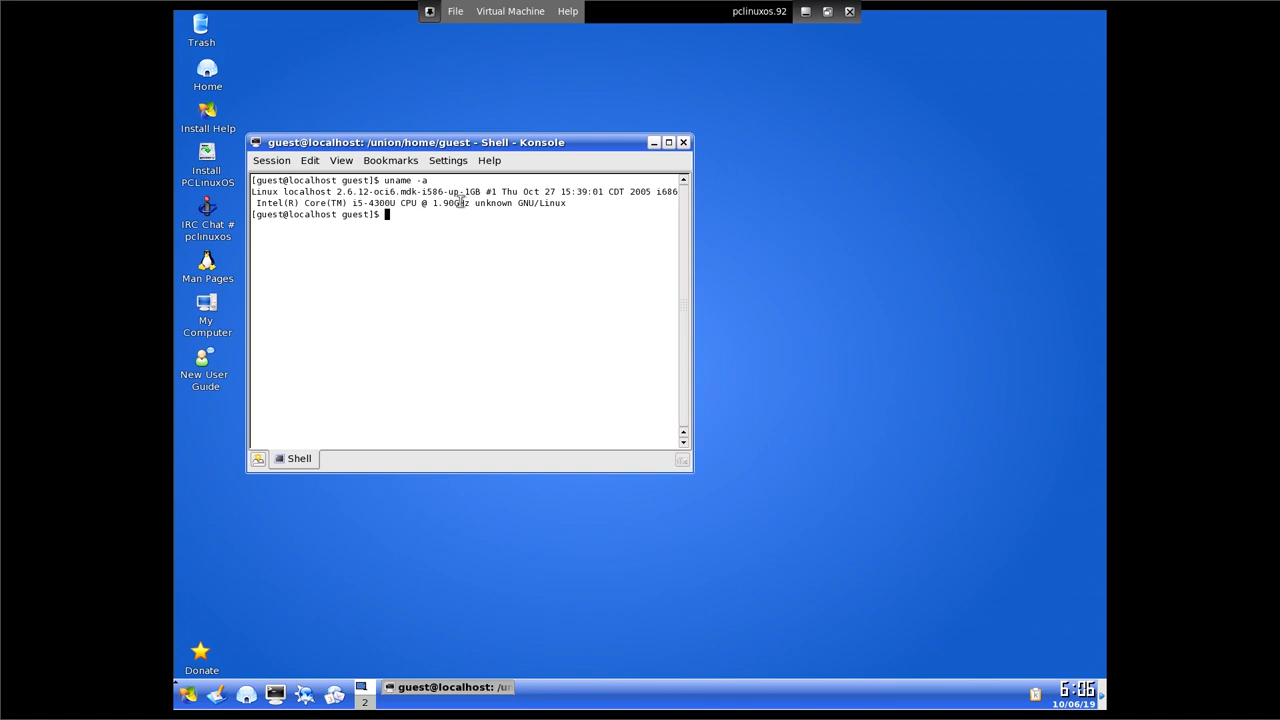 File Virtual Machine Help pclinuxos.92
Trash
Home
Install Help
Install
PCLinuxOS
IRC Chat #
pclinuxos
Man Pages
My
Computer
New User
Guide
Donate
guest@localhost: /union/home/guest - Shell - Konsole
Session Edit View Bookmarks Settings Help
[guest@localhost guest]$ uname -a
Linux localhost 2.6.12-oci6.mdk-i586-up-1GB #1 Thu Oct 27 15:39:01 CDT 2005 i686
Intel(R) Core(TM) i5-4300U CPU @ 1.90GHz unknown GNU/Linux
[guest@localhost guest]$
Shell
2
guest@localhost: /un
6:06
10/06/19